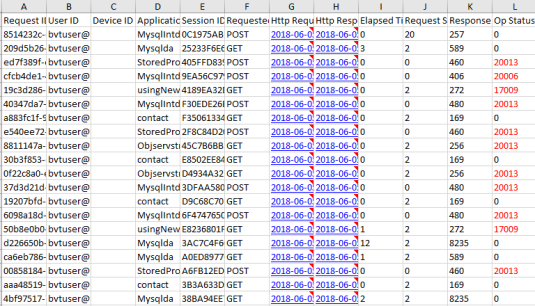 A B C D E F G H I J K L
Request I User ID Device ID Applicatic Session ID Requeste Http Requ Http Resp Elapsed Ti Request S Response Op Status
8514232c- bvtuser@ MysqlIntd 0C1975AB POST 2018-06-0 2018-06-0 0 20 257 0
209d5b26- bvtuser@ Mysqlda 25233F6E6 GET 2018-06-0 2018-06-0 3 2 589 0
ed7f389f- bvtuser@ StoredPro 405FFD835 POST 2018-06-0 2018-06-0 0 0 460 20013
cfcb4de1- bvtuser@ MysqlIntd 9EA56C975 POST 2018-06-0 2018-06-0 0 0 406 20006
19c3d286- bvtuser@ usingNew 4189EA32E GET 2018-06-0 2018-06-0 0 2 272 17009
40347da7- bvtuser@ MysqlIntd F30EDE26I POST 2018-06-0 2018-06-0 0 0 480 20013
a883fc1f-9 bvtuser@ contact F35061334 GET 2018-06-0 2018-06-0 0 2 169 0
e540ee72- bvtuser@ StoredPro 2F8C84D2C POST 2018-06-0 2018-06-0 0 0 460 20013
8811147a- bvtuser@ Objservstr 45C7B6BB GET 2018-06-0 2018-06-0 0 2 256 20013
30b3f853- bvtuser@ contact E8502EE84 GET 2018-06-0 2018-06-0 0 2 169 0
0f22c8a0- bvtuser@ Objservstr D4934A32 GET 2018-06-0 2018-06-0 0 2 256 20013
37d3d21d- bvtuser@ MysqlIntd 3DFAA580 POST 2018-06-0 2018-06-0 0 0 480 20013
19207bfd- bvtuser@ contact D9C68C70 GET 2018-06-0 2018-06-0 0 2 169 0
6098a18d- bvtuser@ MysqlIntd 6F474765C POST 2018-06-0 2018-06-0 0 0 480 20013
50b8e0b0- bvtuser@ usingNew E8236801F GET 2018-06-0 2018-06-0 1 2 272 17009
d226650b- bvtuser@ Mysqlda 3AC7C4F6 GET 2018-06-0 2018-06-0 12 2 8235 0
ca6eb786- bvtuser@ Mysqlda A0ED8977 GET 2018-06-0 2018-06-0 1 2 589 0
00858184- bvtuser@ StoredPro A6FB12ED POST 2018-06-0 2018-06-0 0 0 460 20013
aaa48519- bvtuser@ contact 3B3A633D GET 2018-06-0 2018-06-0 0 2 169 0
4bf97517- bvtuser@ Mysqlda 38BA94EE GET 2018-06-0 2018-06-0 2 2 8235 0